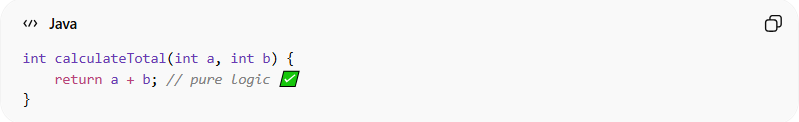 </> Java
int calculateTotal(int a, int b) {
    return a + b; // pure logic ✅
}